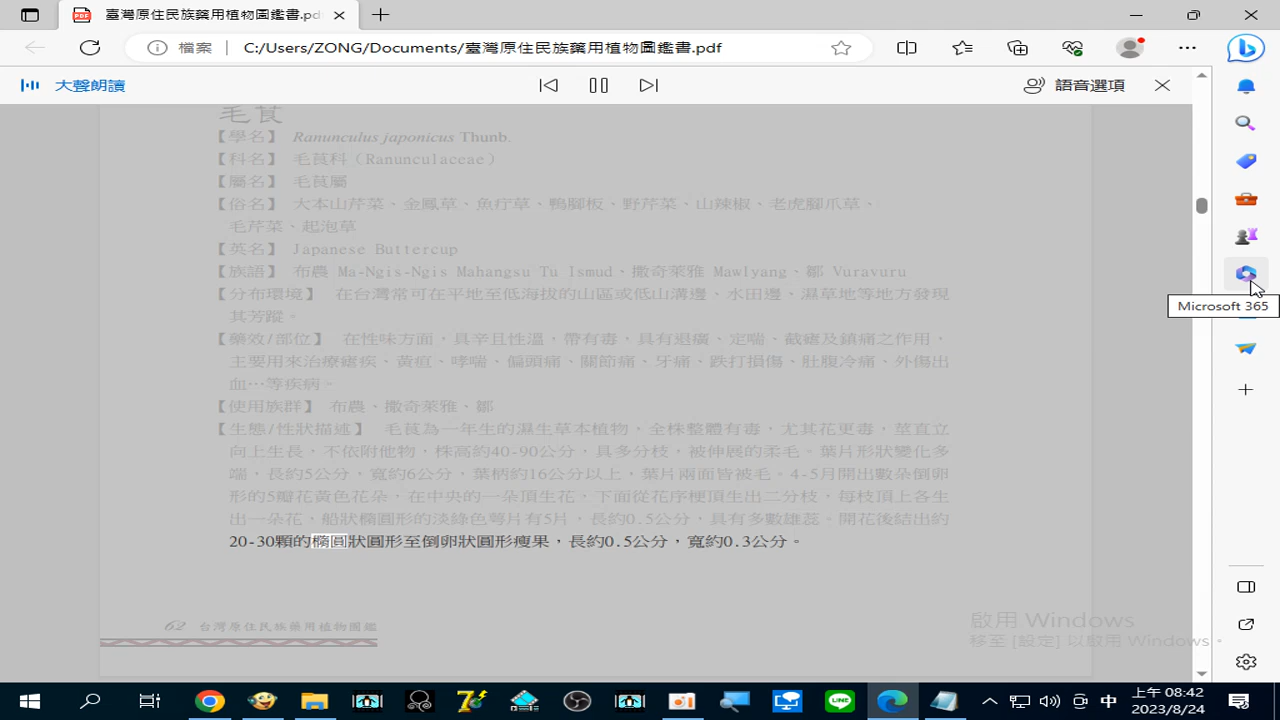 臺灣原住民族藥用植物圖鑑書.pd
檔案 C:/Users/ZONG/Documents/臺灣原住民族藥用植物圖鑑書.pdf
大聲朗讀
語音選項
毛茛
【學名】 Ranunculus japonicus Thunb.
【科名】 毛茛科（Ranunculaceae）
【屬名】 毛茛屬
【俗名】 大本山芹菜、金鳳草、魚疔草、鴨腳板、野芹菜、山辣椒、老虎腳爪草、
毛芹菜、起泡草
【英名】 Japanese Buttercup
【族語】 布農 Ma-Ngis-Ngis Mahangsu Tu Ismud、撒奇萊雅 Mawlyang、鄒 Vuravuru
【分布環境】 在台灣常可在平地至低海拔的山區或低山溝邊，水田邊、濕草地等地方發現
其芳蹤。
【藥效/部位】 在性味方面，具辛且性溫，帶有毒，具有退癀、定喘、截瘧及鎮痛之作用，
主要用來治療瘧疾、黃疸、哮喘、偏頭痛、關節痛、牙痛、跌打損傷、肚腹冷痛、外傷出
血…等疾病。
【使用族群】 布農、撒奇萊雅、鄒
【生態/性狀描述】 毛茛為一年生的濕生草本植物，全株整體有毒，尤其花更毒，莖直立
向上生長，不依附他物，株高約40-90公分，具多分枝，被伸展的柔毛。葉片形狀變化多
端，長約5公分，寬約6公分，葉柄約16公分以上，葉片兩面皆被毛。4-5月開出數朵倒卵
形的5瓣花黃色花朵，在中央的一朵頂生花，下面從花序梗頂生出二分枝，每枝頂上各生
出一朵花，船狀橢圓形的淡綠色萼片有5片，長約0.5公分，具有多數雄蕊。開花後結出約
20-30顆的橢圓狀圓形至倒卵狀圓形瘦果，長約0.5公分，寬約0.3公分。
62 台灣原住民族藥用植物圖鑑
Microsoft 365
啟用 Windows
移至 [設定] 以啟用 Windows。
中
上午 08:42
2023/8/24